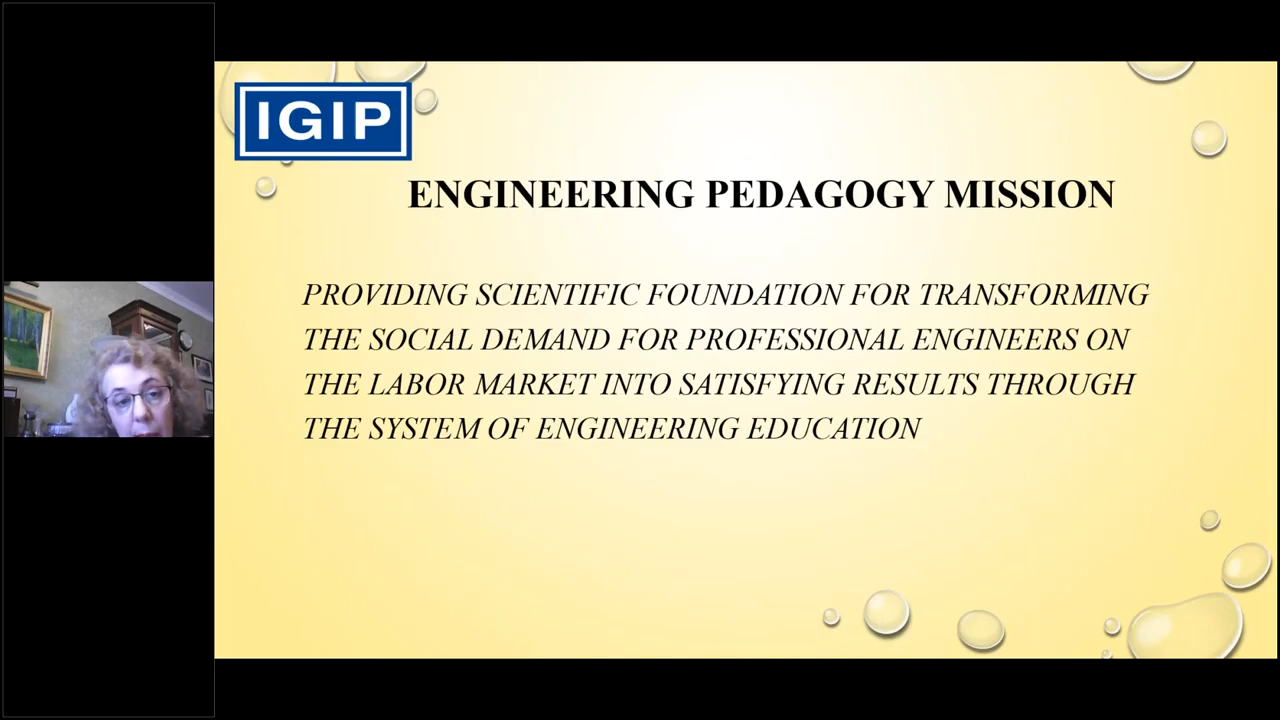 IGIP
ENGINEERING PEDAGOGY MISSION
PROVIDING SCIENTIFIC FOUNDATION FOR TRANSFORMING
THE SOCIAL DEMAND FOR PROFESSIONAL ENGINEERS ON
THE LABOR MARKET INTO SATISFYING RESULTS THROUGH
THE SYSTEM OF ENGINEERING EDUCATION